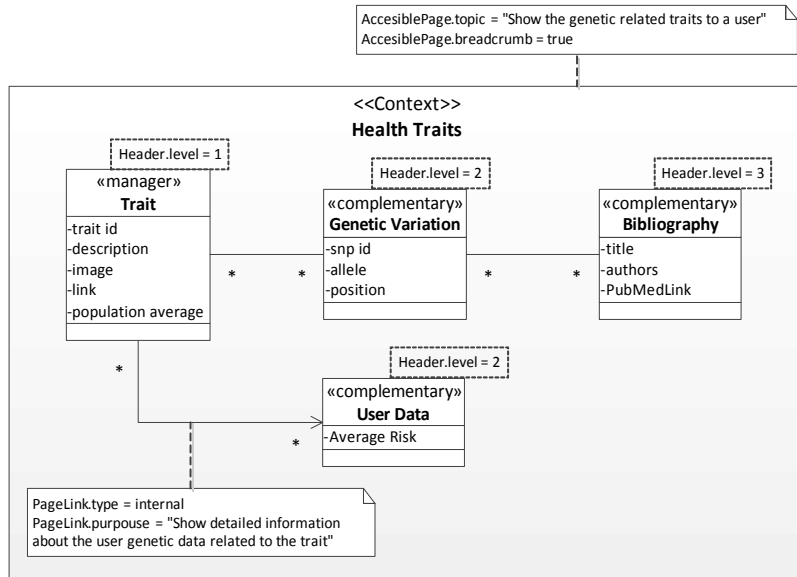 AccesiblePage.topic = "Show the genetic related traits to a user"
AccesiblePage.breadcrumb = true
<<Context>>
Health Traits
Header.level = 1
«manager»
Trait
-trait id
-description
-image
-link
-population average
Header.level = 2
«complementary»
Genetic Variation
-snp id
-allele
-position
Header.level = 3
«complementary»
Bibliography
-title
-authors
-PubMedLink
*
*
*
*
*
*
Header.level = 2
«complementary»
User Data
-Average Risk
PageLink.type = internal
PageLink.purpouse = "Show detailed information
about the user genetic data related to the trait"